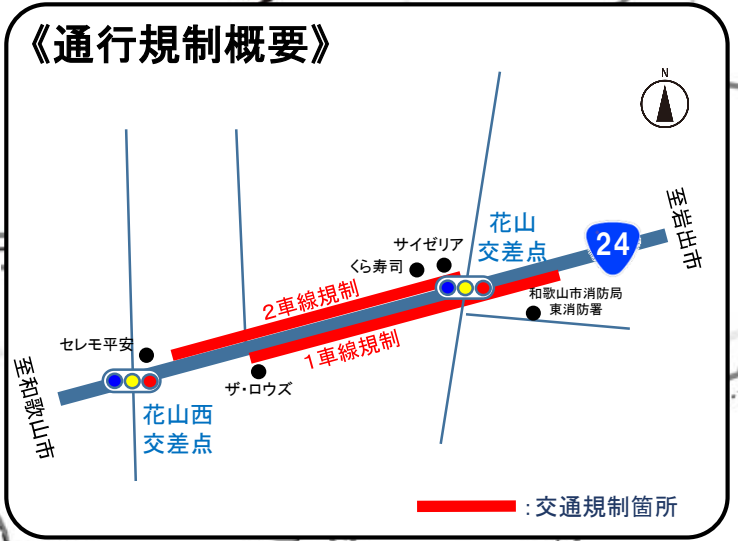 《通行規制概要》
N
至岩出市
花山
交差点
24
サイゼリア
くら寿司
2車線規制
和歌山市消防局
東消防署
1車線規制
セレモ平安
ザ・ロウズ
至和歌山市
花山西
交差点
:交通規制箇所